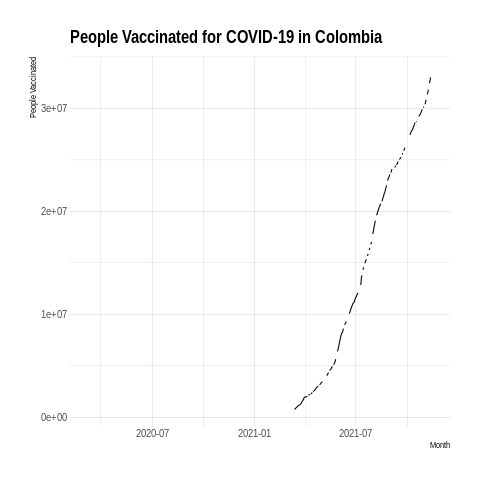 People Vaccinated for COVID-19 in Colombia
People Vaccinated
3e+07
2e+07
1e+07
0e+00
2020-07 2021-01 2021-07
Month